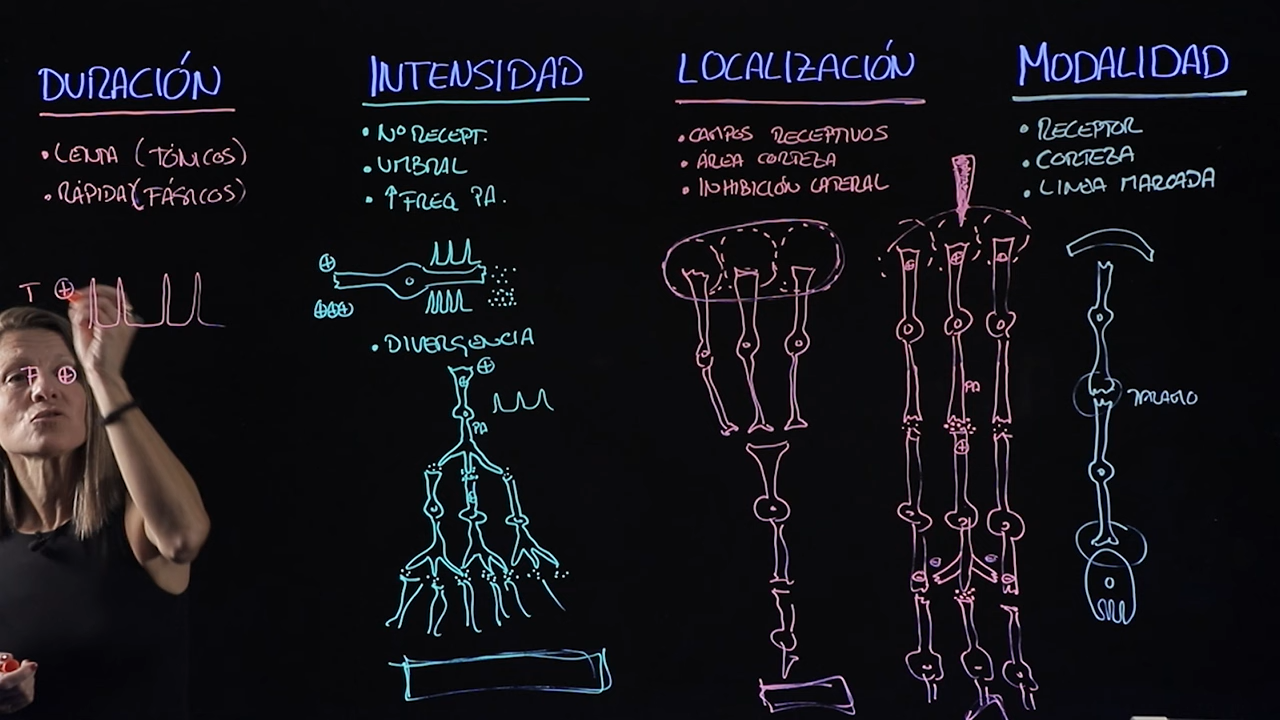 DURACIÓN
• LENTA (TÓNICOS)
• RÁPIDA (FÁSICOS)
T ⊕
F ⊕
INTENSIDAD
• Nº RECEPT.
• UMBRAL
• ↑ FREQ PA.
⊕
⊕⊕⊕
• DIVERGENCIA
⊕
+
PA
LOCALIZACIÓN
• CAMPOS RECEPTIVOS
• ÁREA CORTEZA
• INHIBICIÓN LATERAL
PA
⊕
⊖ ⊖
MODALIDAD
• RECEPTOR
• CORTEZA
• LINEA MARCADA